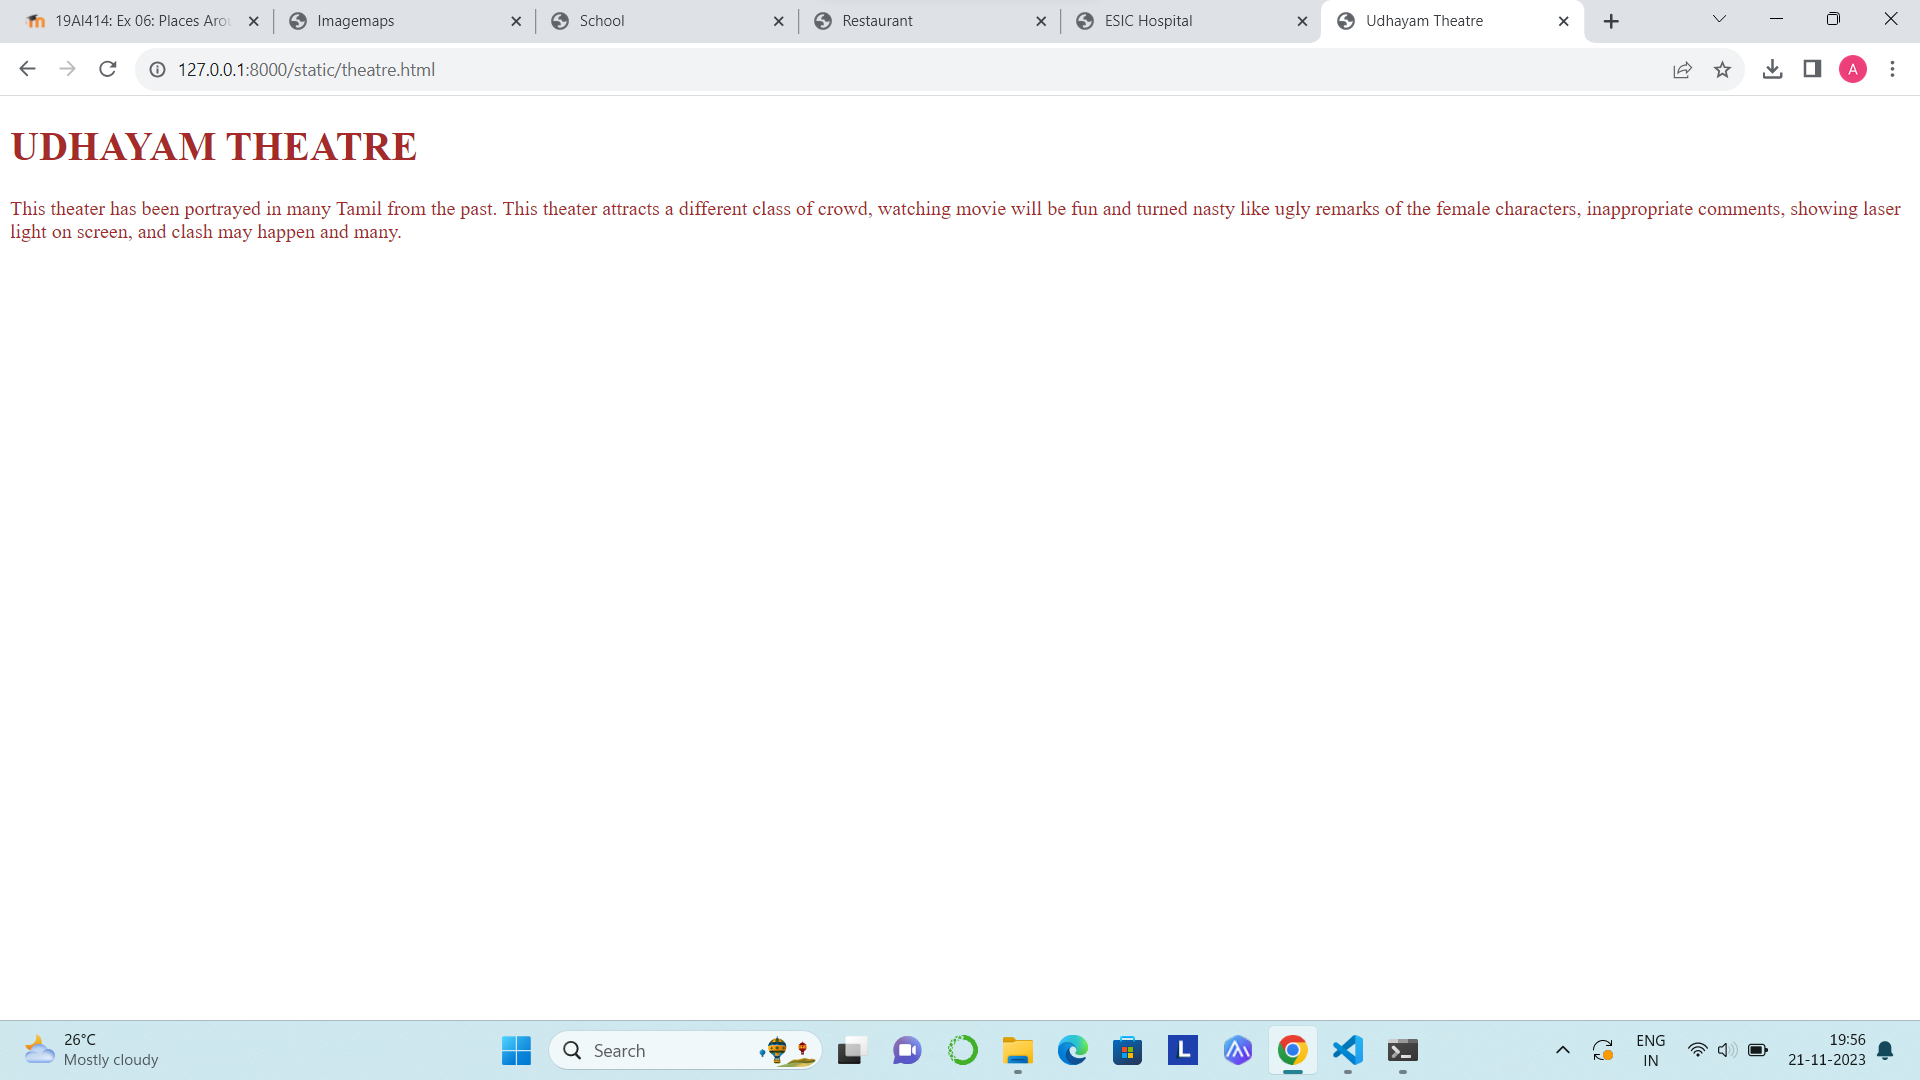 19AI414: Ex 06: Places Arou
Imagemaps
School
Restaurant
ESIC Hospital
Udhayam Theatre
127.0.0.1:8000/static/theatre.html
A
UDHAYAM THEATRE
This theater has been portrayed in many Tamil from the past. This theater attracts a different class of crowd, watching movie will be fun and turned nasty like ugly remarks of the female characters, inappropriate comments, showing laser
light on screen, and clash may happen and many.
26°C
Mostly cloudy
Search
L
ENG
IN
19:56
21-11-2023